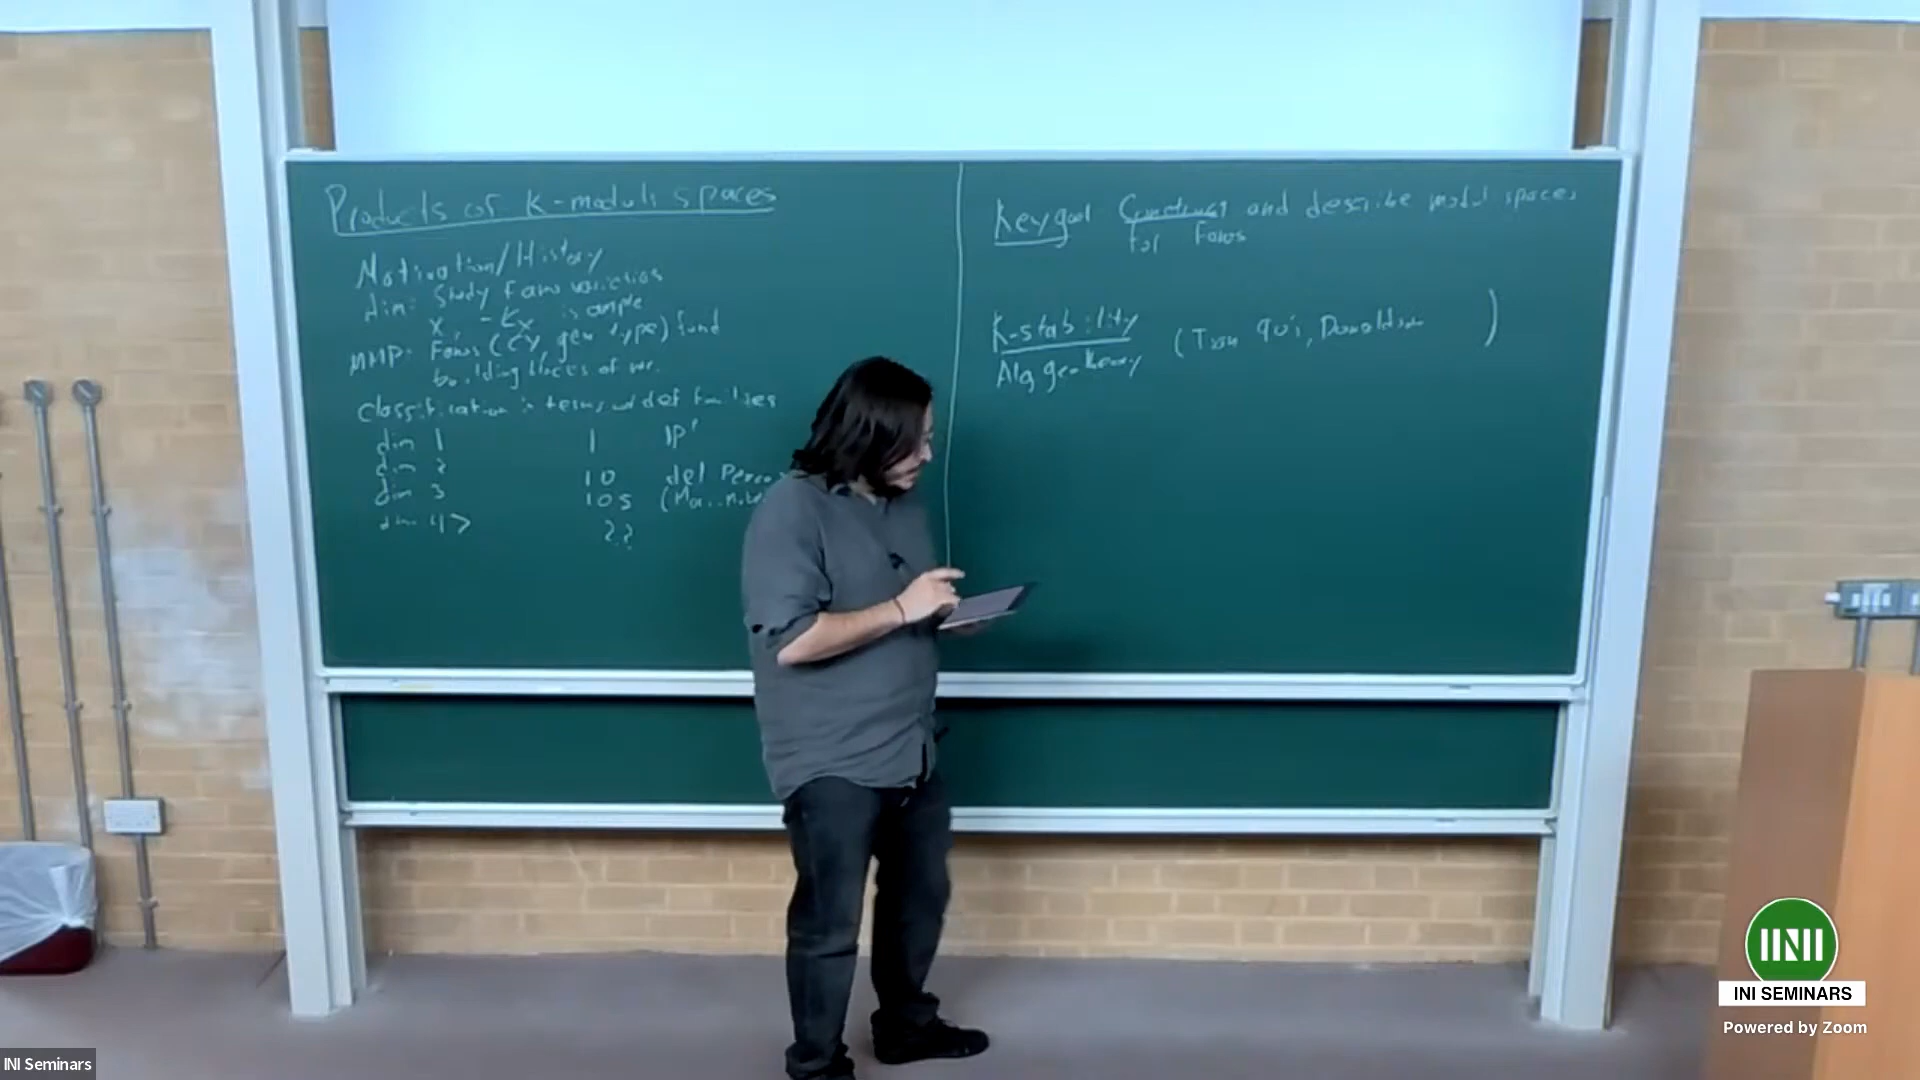 Products of K-moduli spaces
Motivation/History
Aim: Study Fano varieties
X, -K_X is ample
MMP: Fanos (CY, gen type) fund
building blocks of var.
classification in terms of def families
dim 1 1 ℙ¹
dim 2 10 del Pezzo
dim 3 105
dim 4> ??
Key goal Construct and describe moduli spaces
for Fanos
K-stability (Tian 90's, Donaldson )
Alg geometry
INI SEMINARS
Powered by Zoom
INI Seminars